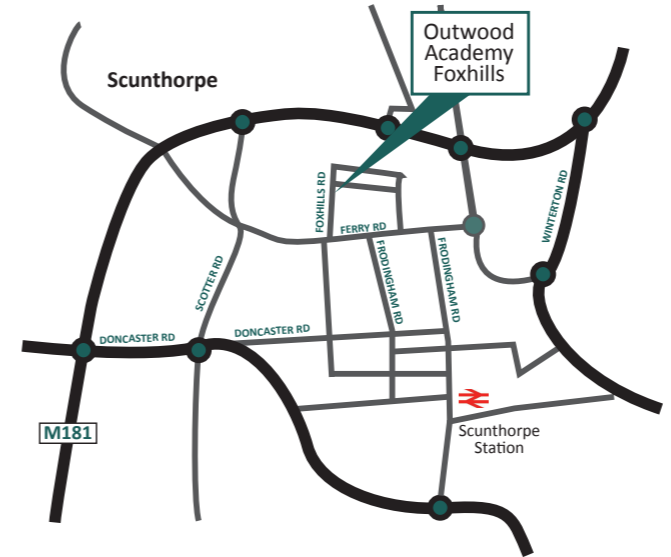 Outwood
Academy
Foxhills
Scunthorpe
FOXHILLS RD
FERRY RD
WINTERTON RD
SCOTTER RD
FRODINGHAM RD
FRODINGHAM RD
DONCASTER RD
DONCASTER RD
M181
Scunthorpe
Station